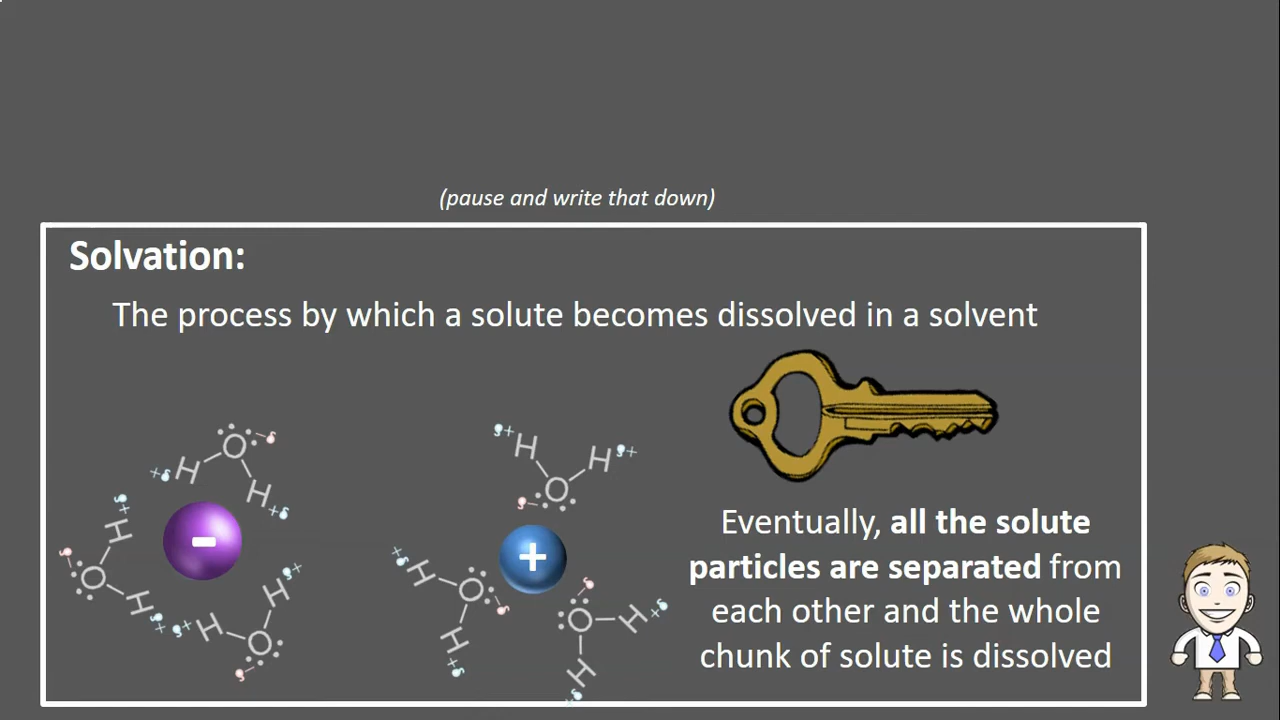 (pause and write that down)
Solvation:
The process by which a solute becomes dissolved in a solvent
Eventually, all the solute
particles are separated from
each other and the whole
chunk of solute is dissolved
O δ-
δ+ H
H δ+
δ+
H
δ-
O
H δ+
δ+
H
δ+ H
O
δ-
-
δ+ H
H δ+
O
δ-
δ+
H
O
δ-
H
δ+
δ-
O H δ+
H
δ+
+